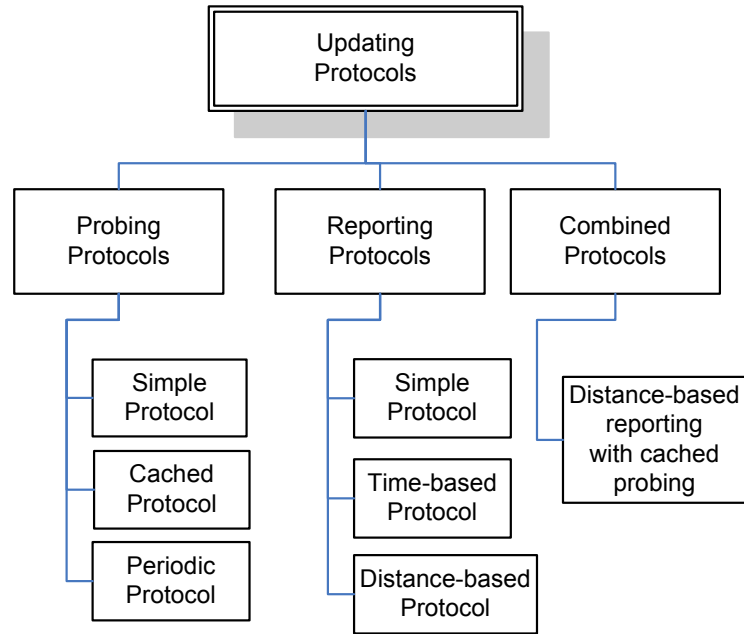 Updating
Protocols
Probing
Protocols
Reporting
Protocols
Combined
Protocols
Simple
Protocol
Cached
Protocol
Periodic
Protocol
Simple
Protocol
Time-based
Protocol
Distance-based
Protocol
Distance-based
reporting
with cached
probing